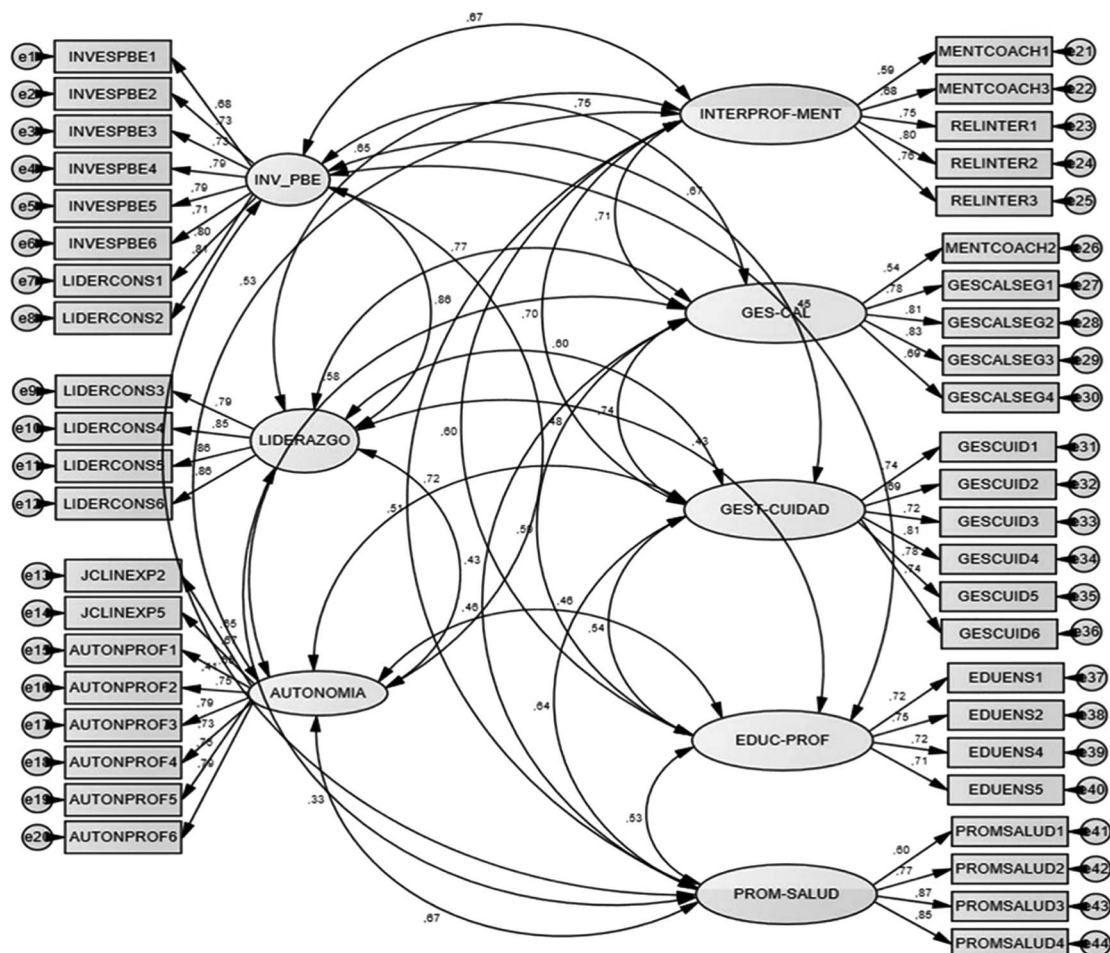 .67
e1 INVESPBE1
e2 INVESPBE2
e3 INVESPBE3
e4 INVESPBE4
e5 INVESPBE5
e6 INVESPBE6
e7 LIDERCONS1
e8 LIDERCONS2
.68
.73
.73
.79
.79
.71
.80
.81
INV_PBE
e9 LIDERCONS3
e10 LIDERCONS4
e11 LIDERCONS5
e12 LIDERCONS6
.79
.85
.86
.86
LIDERAZGO
e13 JCLINEXP2
e14 JCLINEXP5
e15 AUTONPROF1
e16 AUTONPROF2
e17 AUTONPROF3
e18 AUTONPROF4
e19 AUTONPROF5
e20 AUTONPROF6
.41
.75
.79
.73
.79
AUTONOMIA
.75
.65
.67
.71
.77
.53
.86
.70
.45
.60
.58
.74
.48
.43
.60
.72
.51
.59
.43
.46
.46
.54
.64
.33
.53
.67
INTERPROF-MENT
.59
.68
.75
.80
.76
MENTCOACH1 e21
MENTCOACH3 e22
RELINTER1 e23
RELINTER2 e24
RELINTER3 e25
GES-CAL
.54
.78
.81
.83
.69
MENTCOACH2 e26
GESCALSEG1 e27
GESCALSEG2 e28
GESCALSEG3 e29
GESCALSEG4 e30
GEST-CUIDAD
.74
.69
.72
.81
.78
.74
GESCUID1 e31
GESCUID2 e32
GESCUID3 e33
GESCUID4 e34
GESCUID5 e35
GESCUID6 e36
EDUC-PROF
.72
.75
.72
.71
EDUENS1 e37
EDUENS2 e38
EDUENS4 e39
EDUENS5 e40
PROM-SALUD
.60
.77
.87
.85
PROMSALUD1 e41
PROMSALUD2 e42
PROMSALUD3 e43
PROMSALUD4 e44